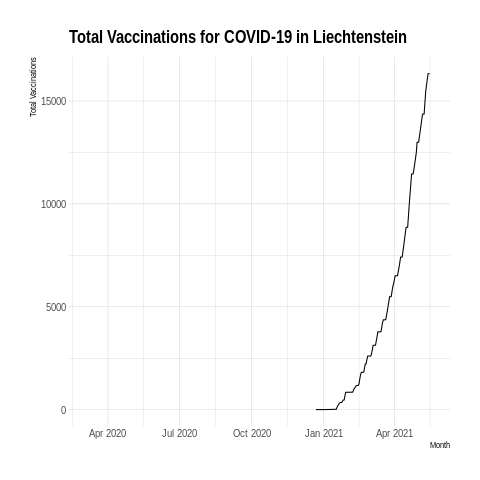 Total Vaccinations for COVID-19 in Liechtenstein
Total Vaccinations
15000
10000
5000
0
Apr 2020 Jul 2020 Oct 2020 Jan 2021 Apr 2021
Month